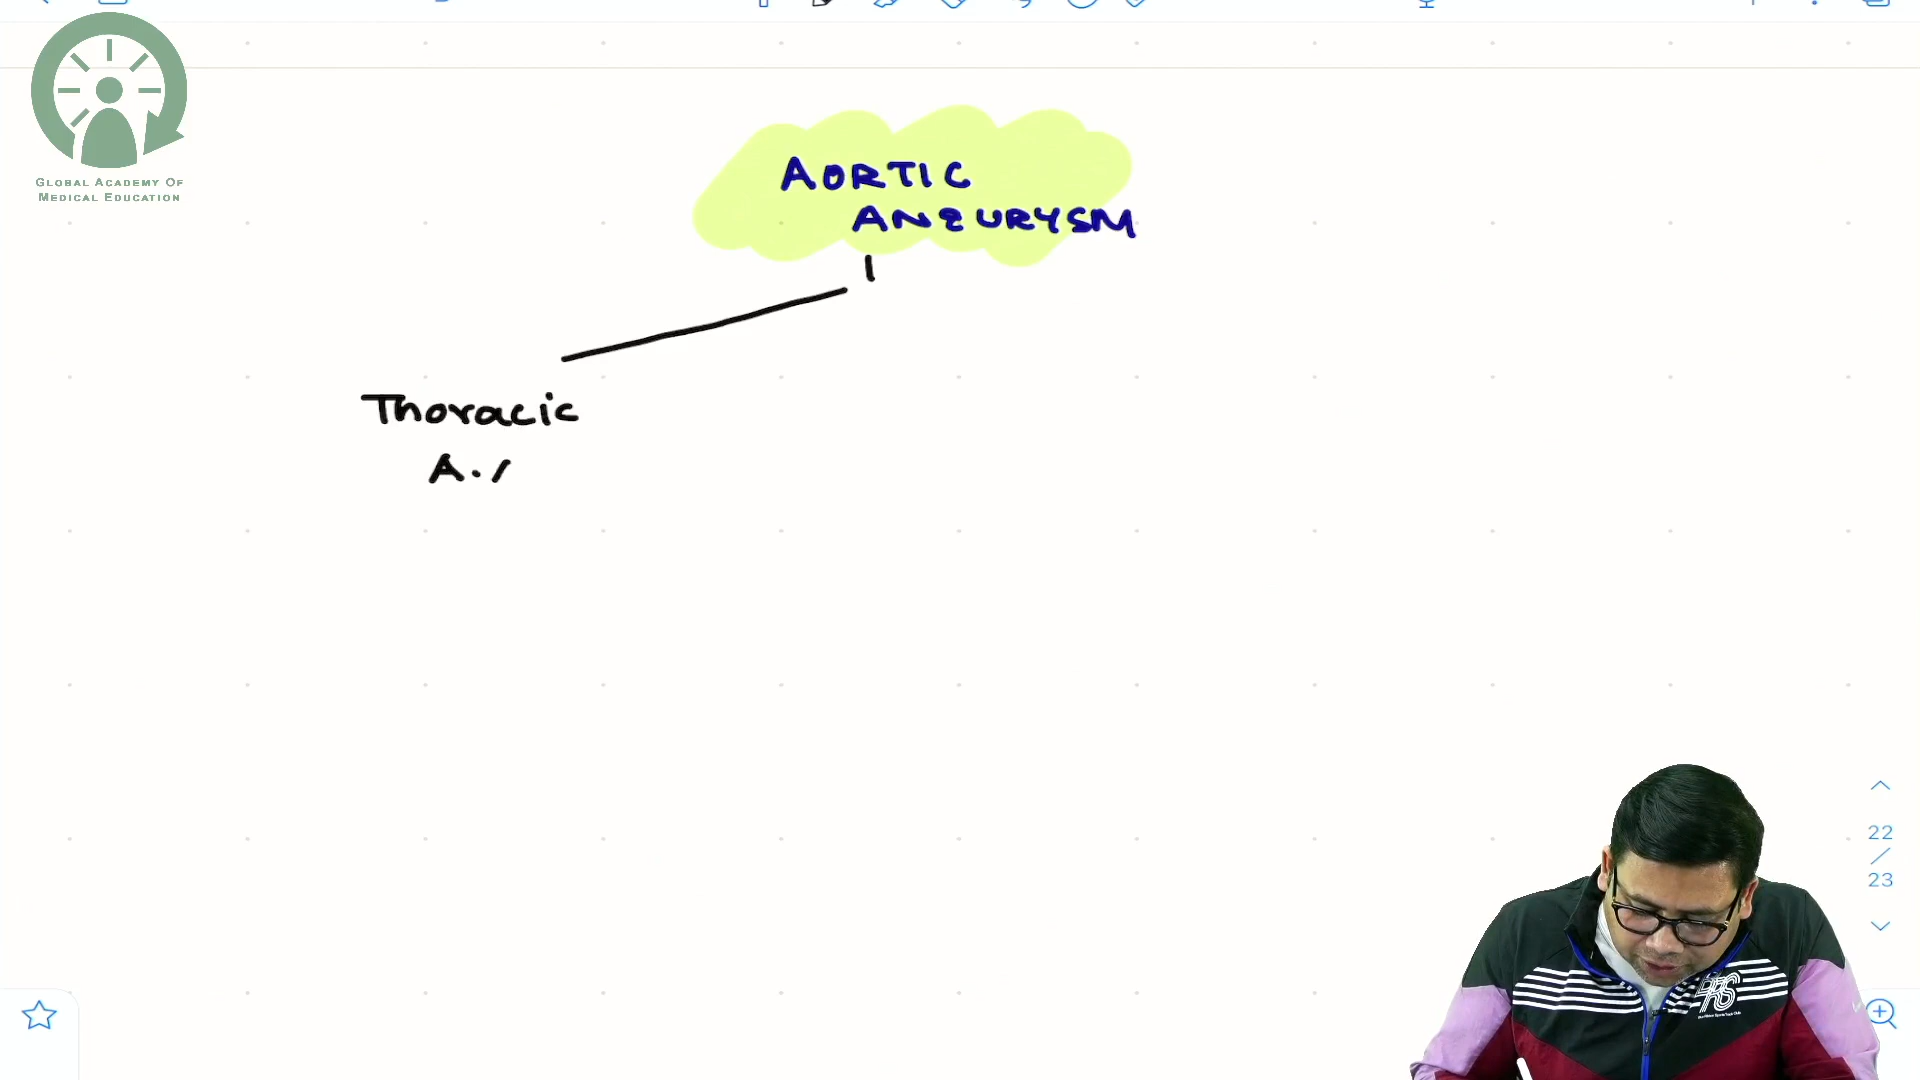 GLOBAL ACADEMY OF
MEDICAL EDUCATION
AORTIC
ANEURYSM
Thoracic
A.
22
/
23